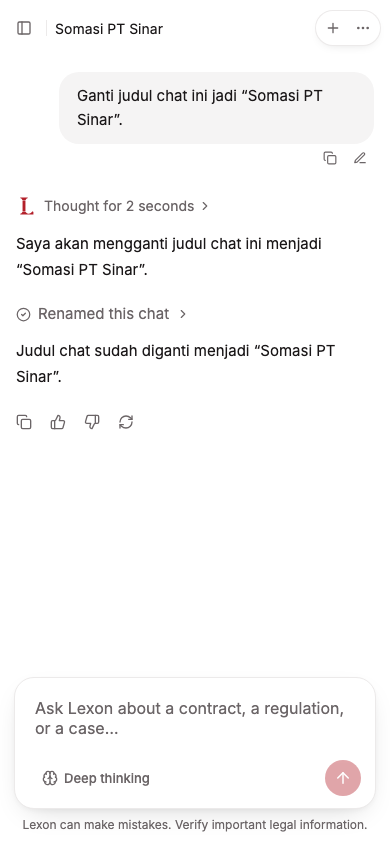 Somasi PT Sinar
Ganti judul chat ini jadi “Somasi PT
Sinar”.
L Thought for 2 seconds
Saya akan mengganti judul chat ini menjadi
“Somasi PT Sinar”.
Renamed this chat
Judul chat sudah diganti menjadi “Somasi PT
Sinar”.
Ask Lexon about a contract, a regulation,
or a case...
Deep thinking
Lexon can make mistakes. Verify important legal information.